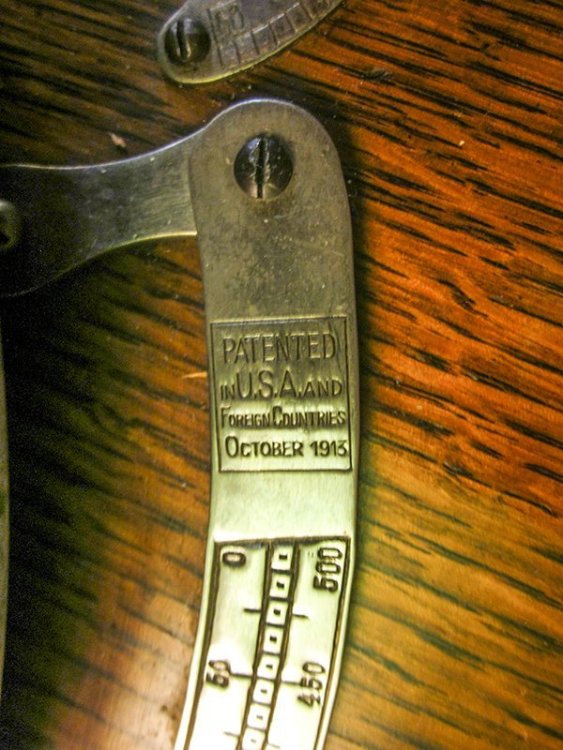 PATENTED
IN U.S.A. AND
FOREIGN COUNTRIES
OCTOBER 1913
0 500
50 450